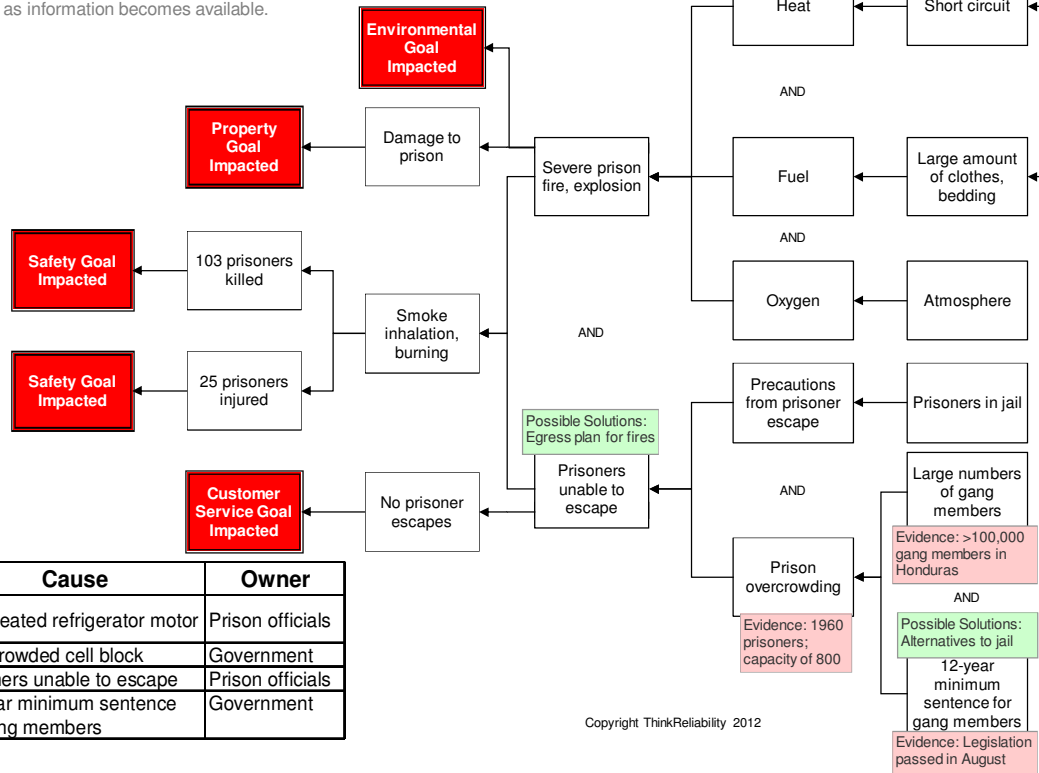 as information becomes available.
Heat
Short circuit
Environmental
Goal
Impacted
AND
Property
Goal
Impacted
Damage to
prison
Severe prison
fire, explosion
Fuel
Large amount
of clothes,
bedding
AND
Safety Goal
Impacted
103 prisoners
killed
Oxygen
Atmosphere
Smoke
inhalation,
burning
AND
Safety Goal
Impacted
25 prisoners
injured
Precautions
from prisoner
escape
Prisoners in jail
Possible Solutions:
Egress plan for fires
Prisoners
unable to
escape
Customer
Service Goal
Impacted
No prisoner
escapes
AND
Large numbers
of gang
members
Evidence: >100,000
gang members in
Honduras
Prison
overcrowding
Evidence: 1960
prisoners;
capacity of 800
AND
Possible Solutions:
Alternatives to jail
12-year
minimum
sentence for
gang members
Evidence: Legislation
passed in August
Cause Owner
eated refrigerator motor Prison officials
rowded cell block Government
ners unable to escape Prison officials
ar minimum sentence Government
ng members
Copyright ThinkReliability 2012